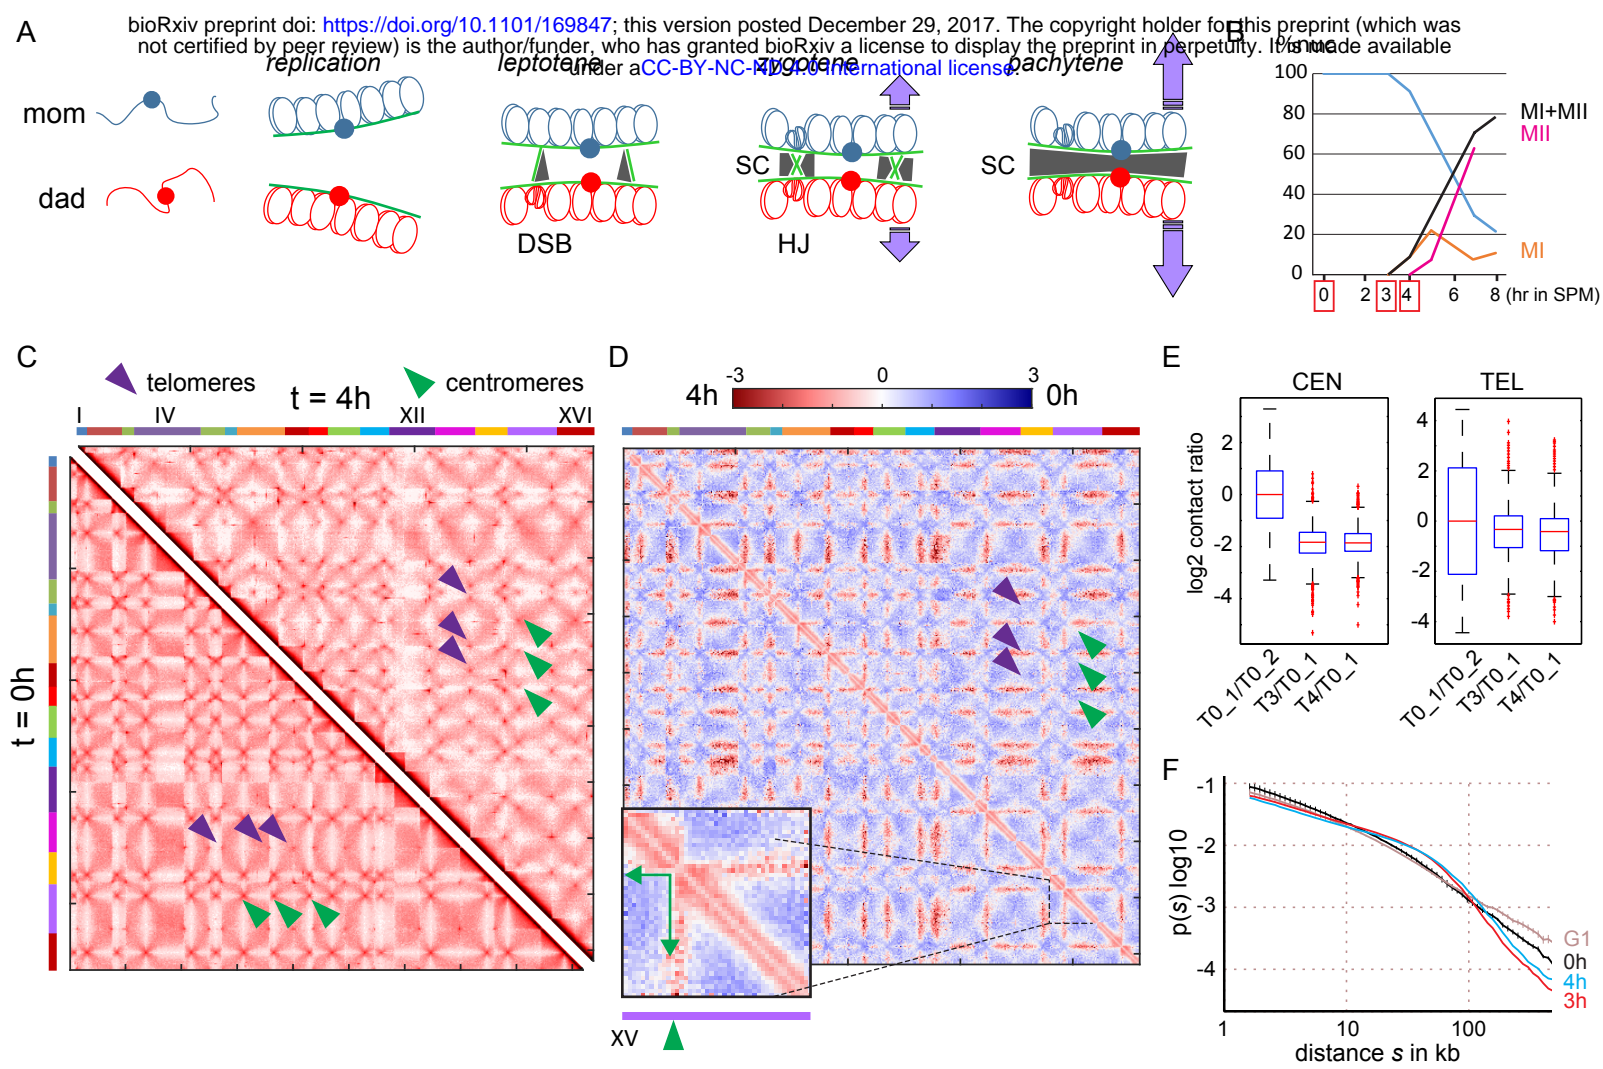 bioRxiv preprint doi: https://doi.org/10.1101/169847; this version posted December 29, 2017. The copyright holder for this preprint (which was
not certified by peer review) is the author/funder, who has granted bioRxiv a license to display the preprint in perpetuity. It is made available
under aCC-BY-NC-ND 4.0 International license.
A
replication
leptotene
zygotene
pachytene
mom
dad
SC
SC
DSB
HJ
B
%nuc
100
80
60
40
20
0
MI+MII
MII
MI
0 2 3 4 6 8 (hr in SPM)
C
telomeres
centromeres
t = 4h
I IV XII XVI
t = 0h
D
-3 0 3
4h 0h
XV
E
CEN
TEL
log2 contact ratio
2
0
-2
-4
4
2
0
-2
-4
T0_1/T0_2
T3/T0_1
T4/T0_1
T0_1/T0_2
T3/T0_1
T4/T0_1
F
p(s) log10
-1
-2
-3
-4
G1
0h
4h
3h
1 10 100
distance s in kb